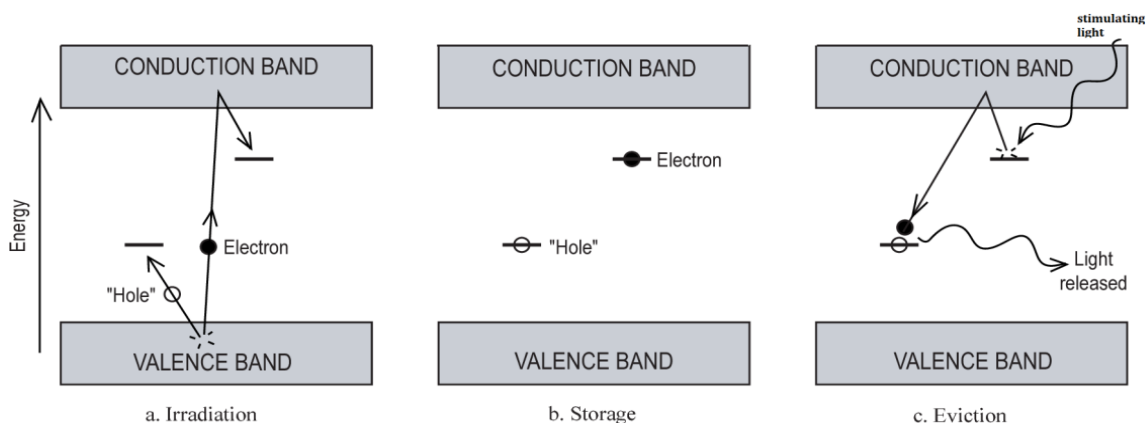 stimulating
light
CONDUCTION BAND
CONDUCTION BAND
CONDUCTION BAND
Energy
Electron
"Hole"
VALENCE BAND
Electron
"Hole"
VALENCE BAND
Light
released
VALENCE BAND
a. Irradiation
b. Storage
c. Eviction